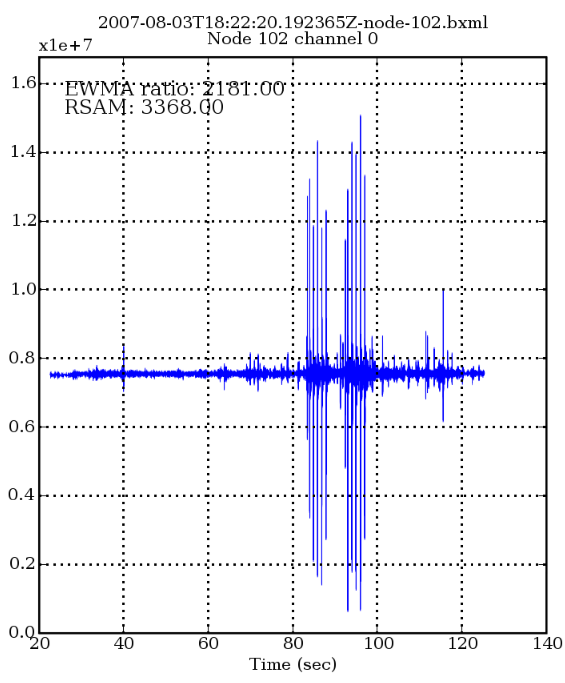 2007-08-03T18:22:20.192365Z-node-102.bxml
Node 102 channel 0
x1e+7
EWMA ratio: 2181.00
RSAM: 3368.00
1.6
1.4
1.2
1.0
0.8
0.6
0.4
0.2
0.0
20 40 60 80 100 120 140
Time (sec)